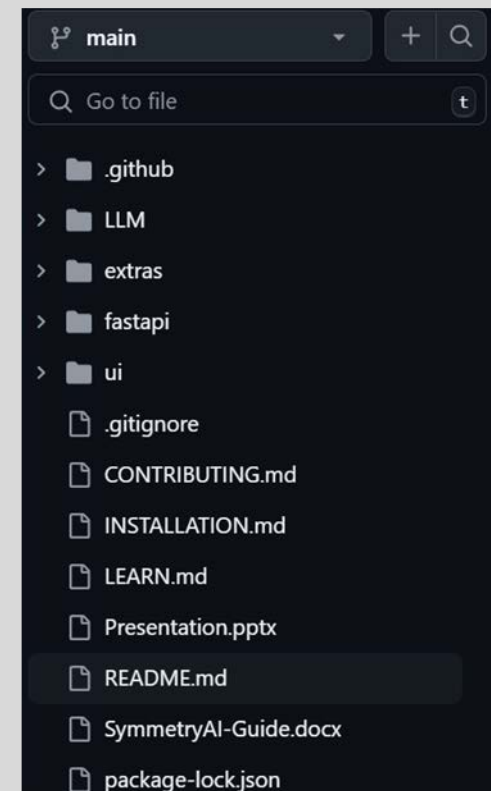 main
Go to file t
.github
LLM
extras
fastapi
ui
.gitignore
CONTRIBUTING.md
INSTALLATION.md
LEARN.md
Presentation.pptx
README.md
SymmetryAI-Guide.docx
package-lock.json